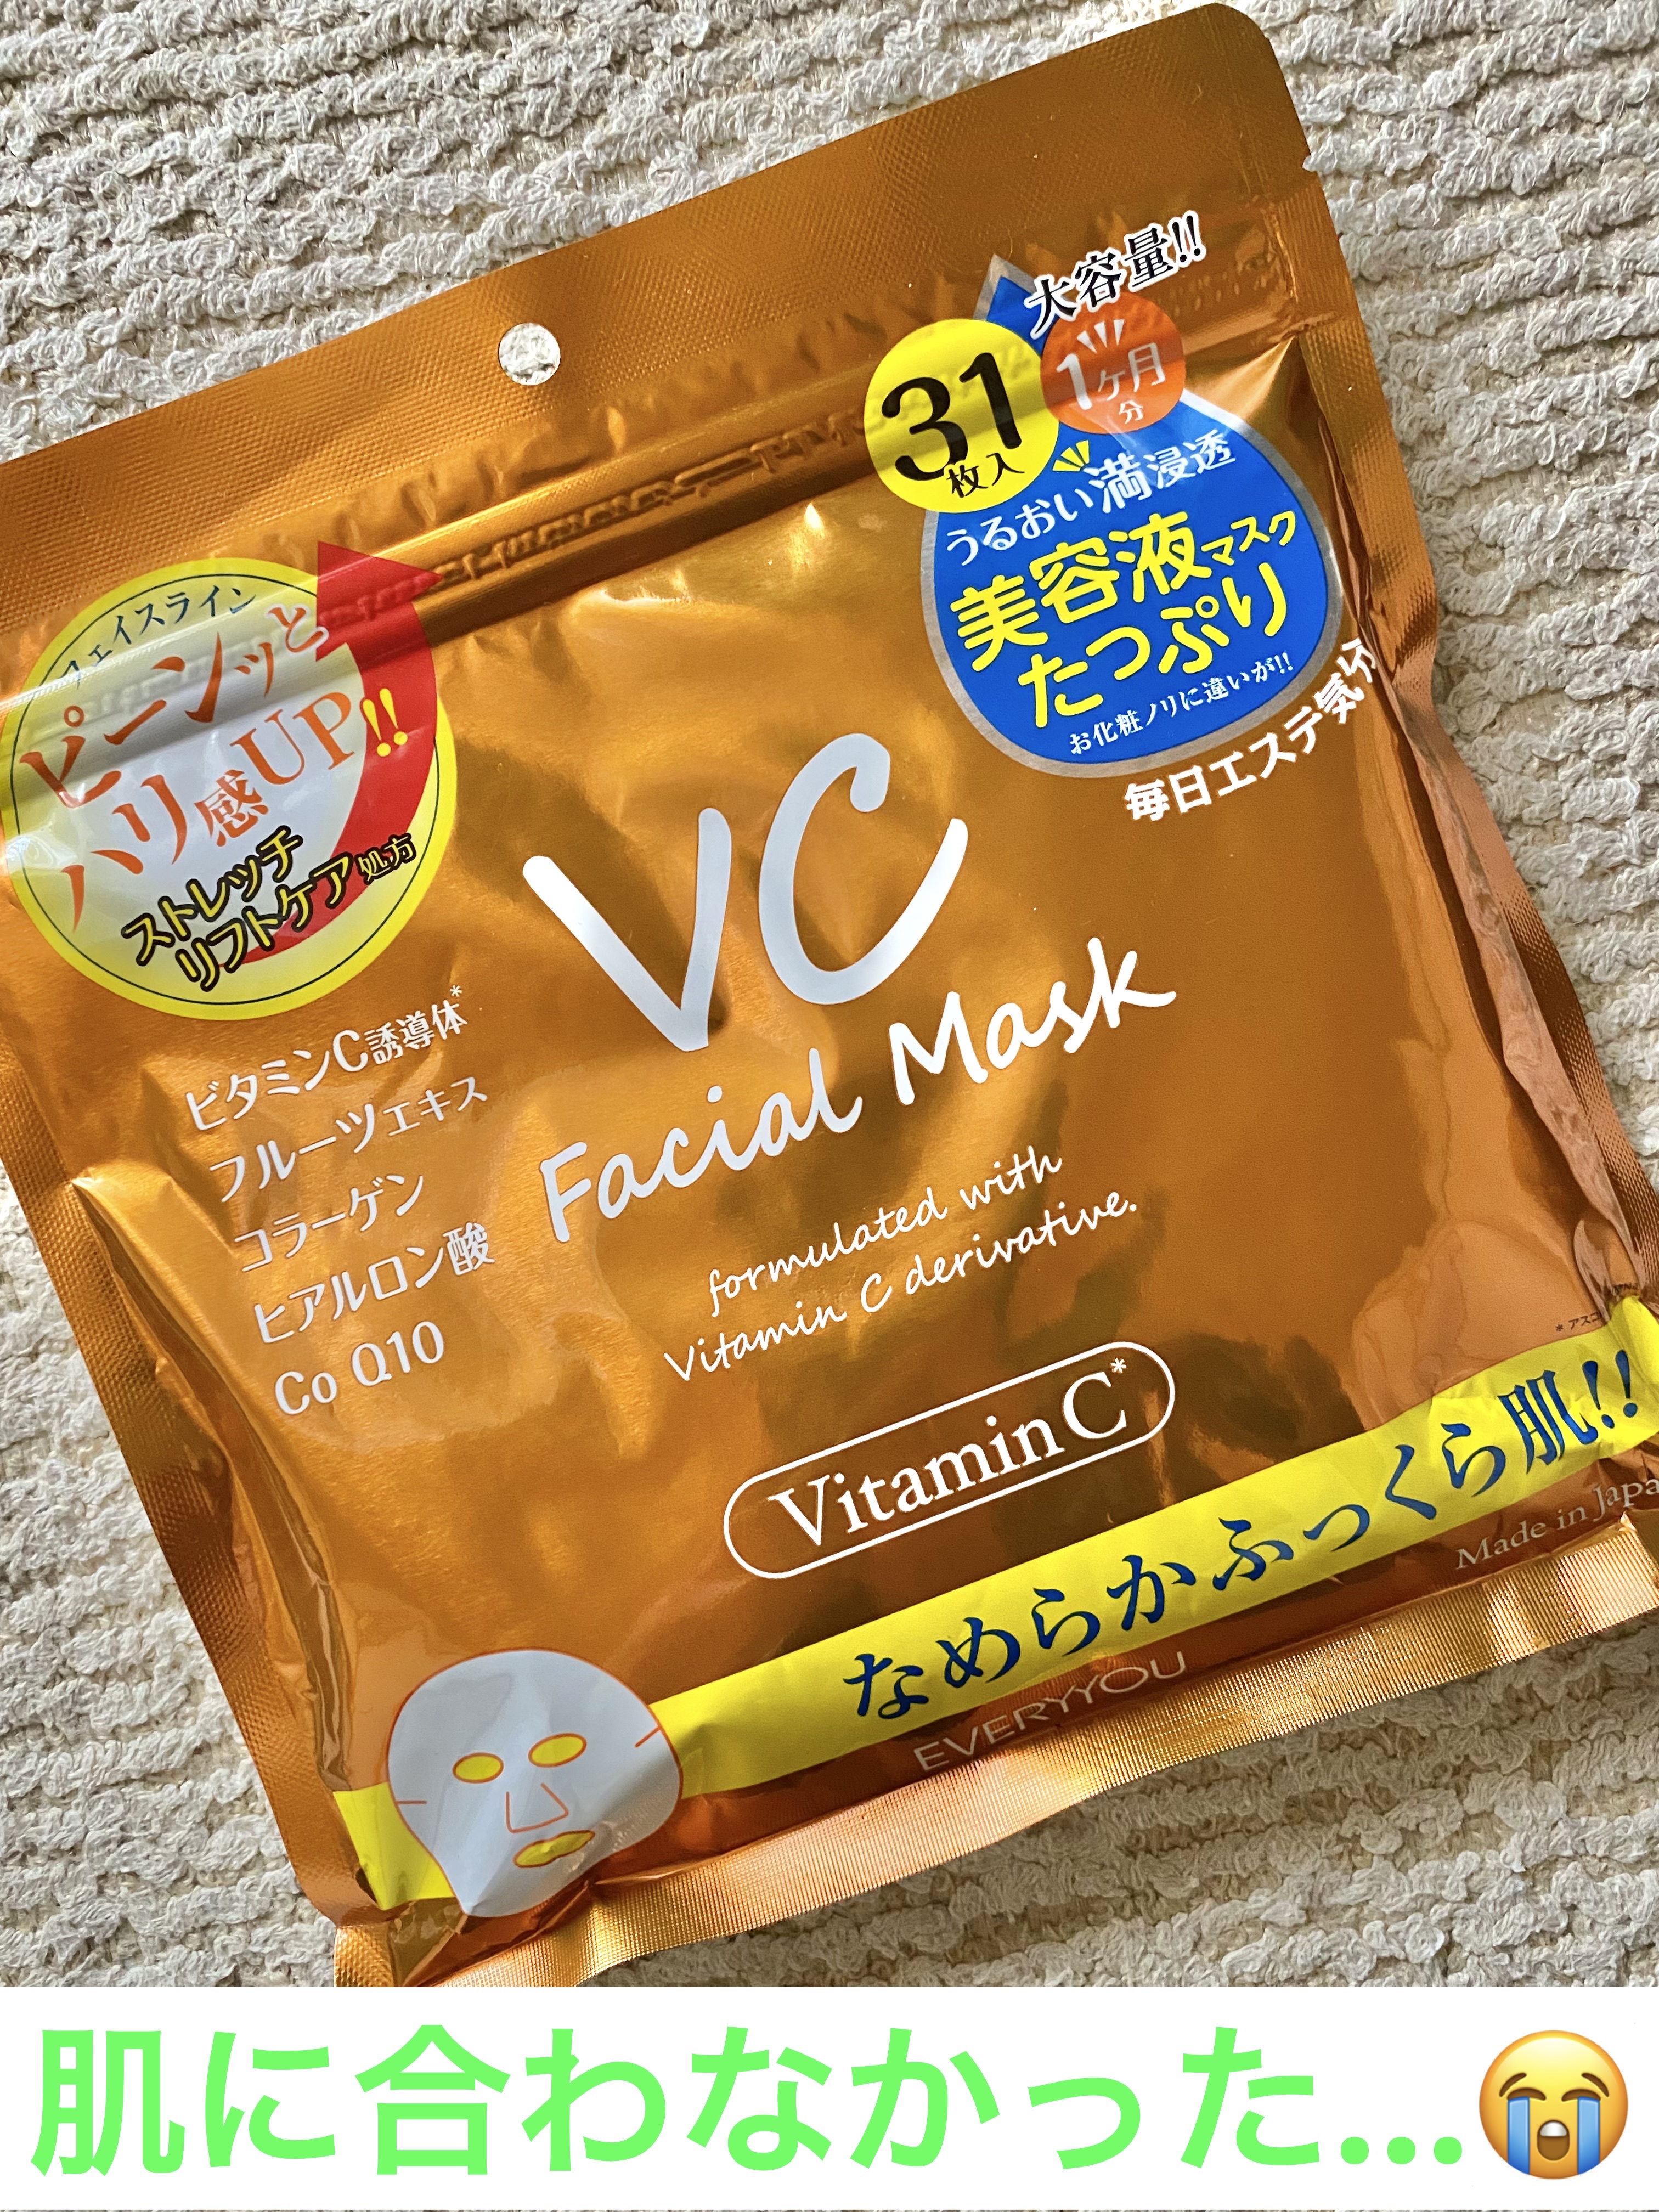 大容量!!
31
枚入
1ヶ月
分
うるおい満浸透
美容液マスク
たっぷり
お化粧ノリに違いが!!
毎日エステ気分
フェイスライン
ピーンッと
ハリ感UP!!
ストレッチ
リフトケア処方
VC
Facial Mask
formulated with
Vitamin C derivative.
ビタミンC誘導体*
フルーツエキス
コラーゲン
ヒアルロン酸
Co Q10
Vitamin C*
* アスコ
なめらかふっくら肌!!
Made in Japa
EVERYYOU
肌に合わなかった...😭